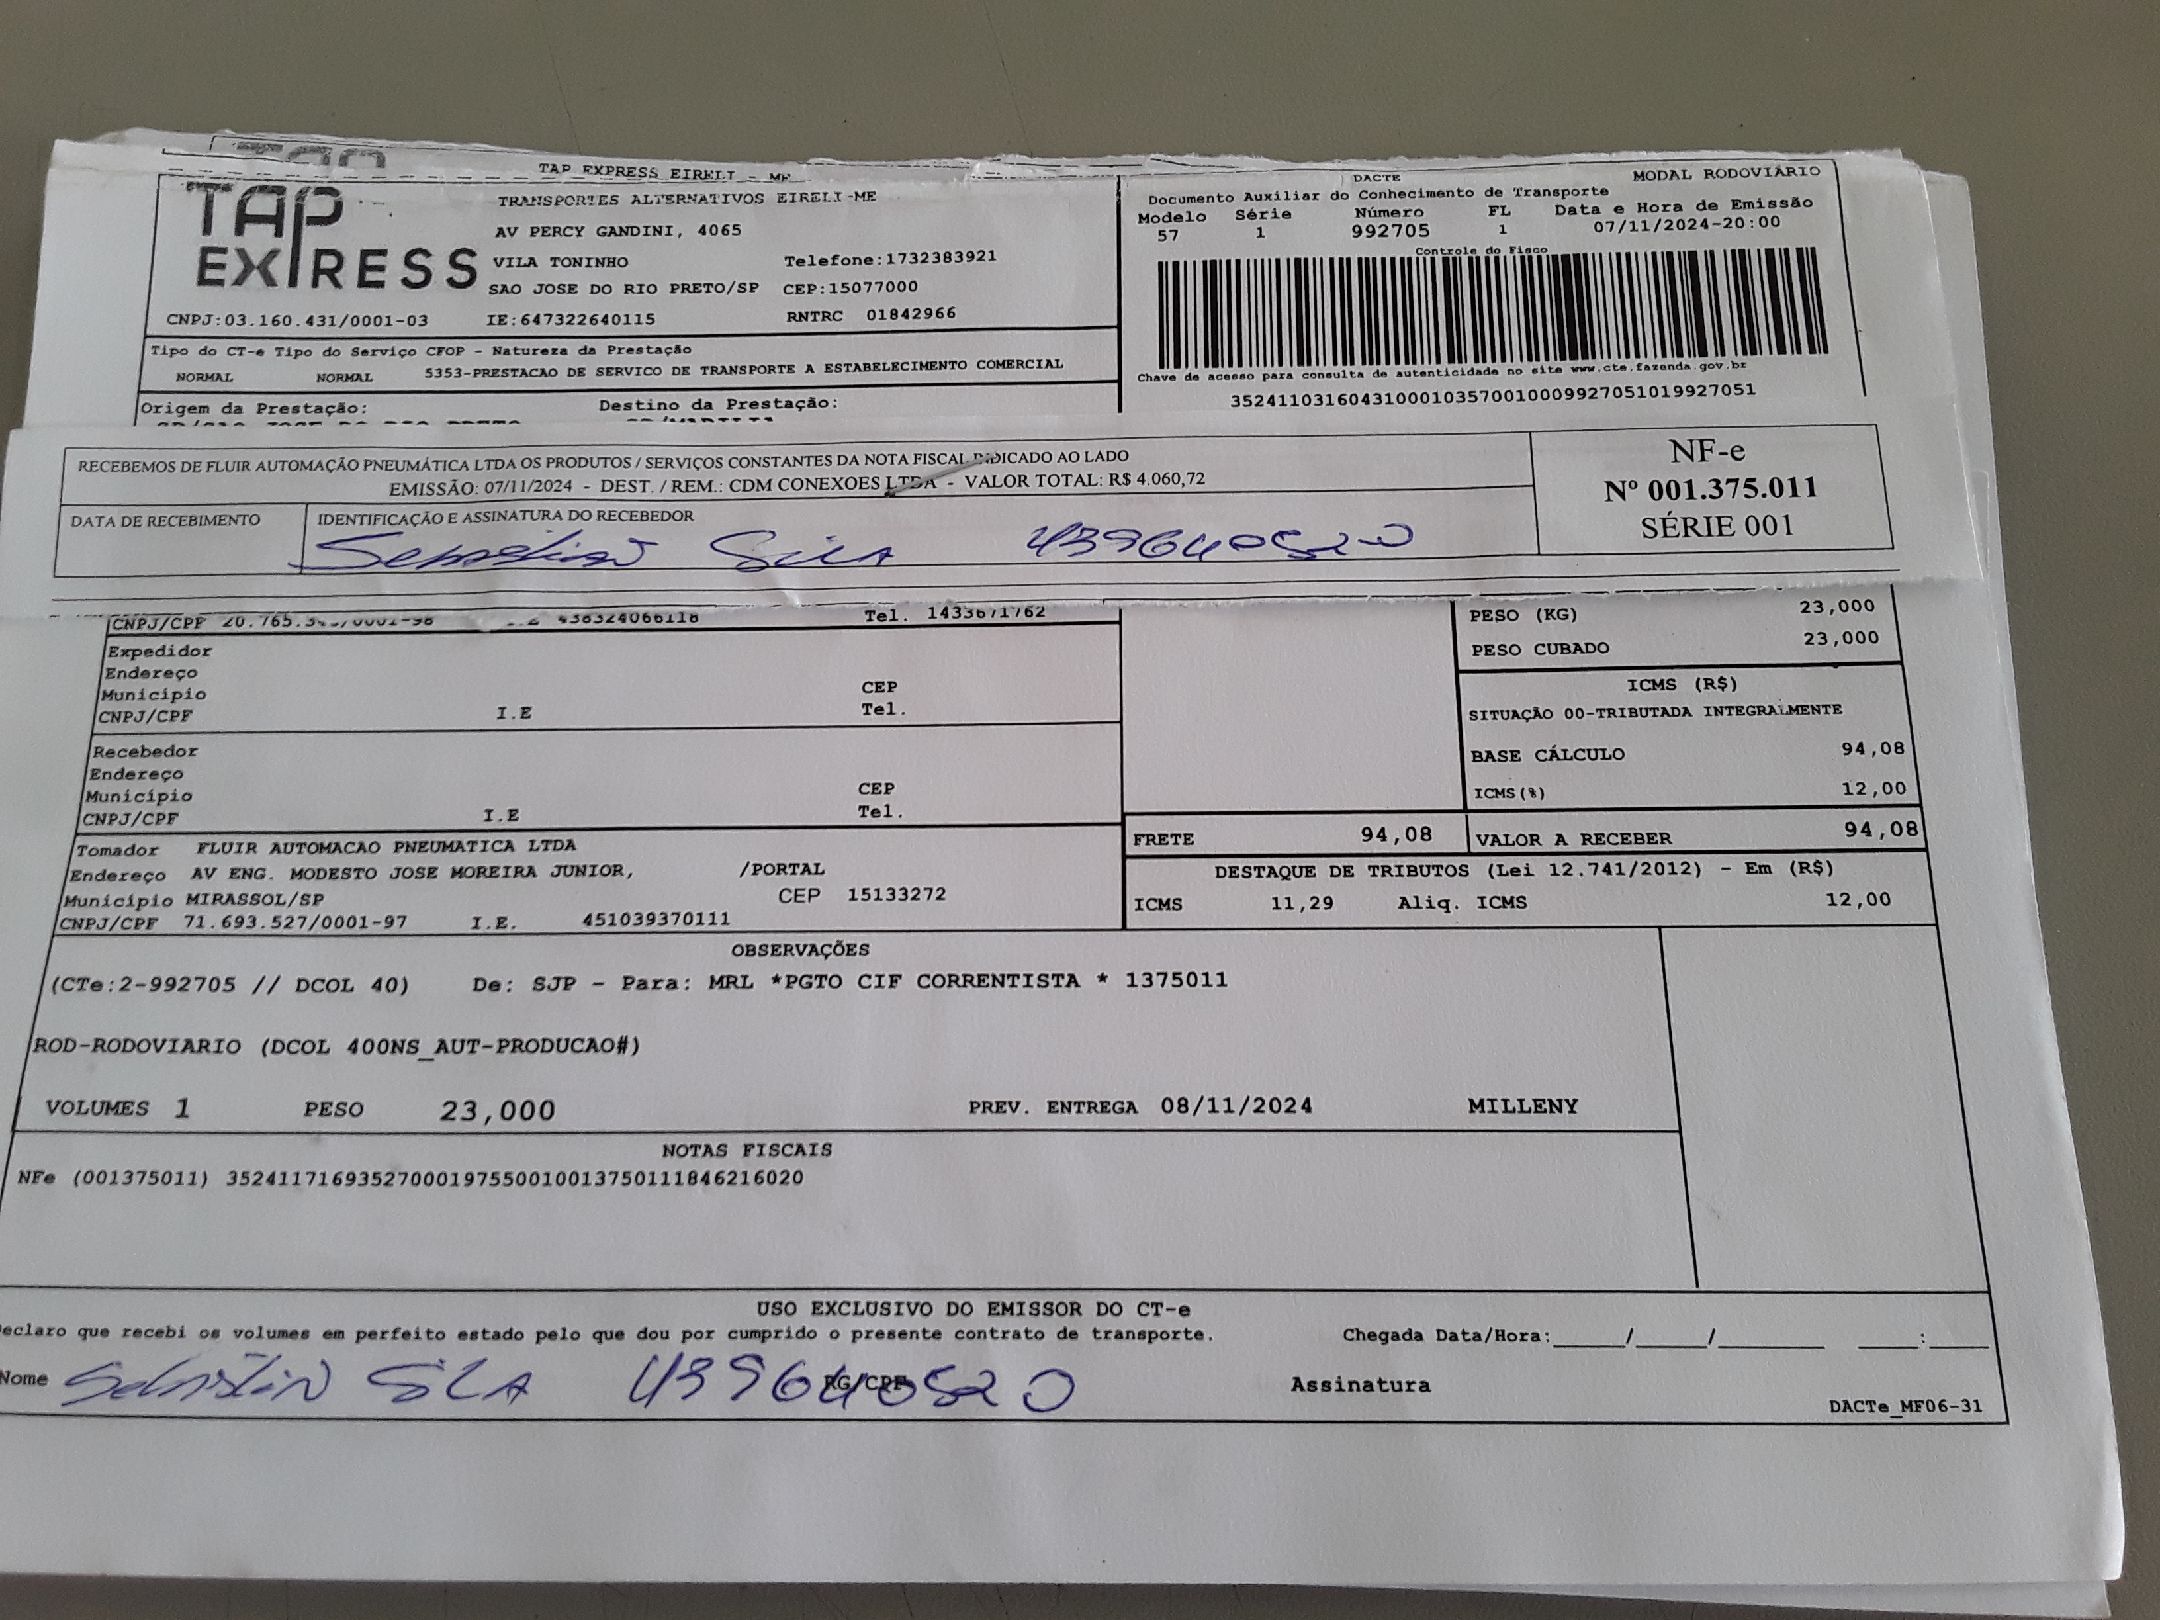 TAP EXPRESS EIRELI - ME
TAP EXPRESS
TRANSPORTES ALTERNATIVOS EIRELI-ME
AV PERCY GANDINI, 4065
VILA TONINHO Telefone:1732383921
SAO JOSE DO RIO PRETO/SP CEP:15077000
CNPJ:03.160.431/0001-03 IE:647322640115 RNTRC 01842966
DACTE MODAL RODOVIÁRIO
Documento Auxiliar do Conhecimento de Transporte
Modelo Série Número FL Data e Hora de Emissão
57 1 992705 1 07/11/2024-20:00
Controle do Fisco
Chave de acesso para consulta de autenticidade no site www.cte.fazenda.gov.br
35241103160431000103570010009927051019927051
Tipo do CT-e Tipo do Serviço CFOP - Natureza da Prestação
NORMAL NORMAL 5353-PRESTACAO DE SERVICO DE TRANSPORTE A ESTABELECIMENTO COMERCIAL
Origem da Prestação: Destino da Prestação:
RECEBEMOS DE FLUIR AUTOMAÇÃO PNEUMÁTICA LTDA OS PRODUTOS / SERVIÇOS CONSTANTES DA NOTA FISCAL INDICADO AO LADO
EMISSÃO: 07/11/2024 - DEST. / REM.: CDM CONEXOES LTDA - VALOR TOTAL: R$ 4.060,72
DATA DE RECEBIMENTO IDENTIFICAÇÃO E ASSINATURA DO RECEBEDOR
439640520
NF-e
Nº 001.375.011
SÉRIE 001
CNPJ/CPF Tel. 1433671762
Expedidor
Endereço
Município CEP
CNPJ/CPF I.E Tel.
Recebedor
Endereço
Município CEP
CNPJ/CPF I.E Tel.
Tomador FLUIR AUTOMACAO PNEUMATICA LTDA
Endereço AV ENG. MODESTO JOSE MOREIRA JUNIOR, /PORTAL
Município MIRASSOL/SP CEP 15133272
CNPJ/CPF 71.693.527/0001-97 I.E. 451039370111
PESO (KG) 23,000
PESO CUBADO 23,000
ICMS (R$)
SITUAÇÃO 00-TRIBUTADA INTEGRALMENTE
BASE CÁLCULO 94,08
ICMS(%) 12,00
FRETE 94,08 VALOR A RECEBER 94,08
DESTAQUE DE TRIBUTOS (Lei 12.741/2012) - Em (R$)
ICMS 11,29 Aliq. ICMS 12,00
OBSERVAÇÕES
(CTe:2-992705 // DCOL 40) De: SJP - Para: MRL *PGTO CIF CORRENTISTA * 1375011
ROD-RODOVIARIO (DCOL 400NS_AUT-PRODUCAO#)
VOLUMES 1 PESO 23,000 PREV. ENTREGA 08/11/2024 MILLENY
NOTAS FISCAIS
NFe (001375011) 35241171693527000197550010013750111846216020
USO EXCLUSIVO DO EMISSOR DO CT-e
Declaro que recebi os volumes em perfeito estado pelo que dou por cumprido o presente contrato de transporte. Chegada Data/Hora:_____/_____/_______ ____:____
Nome 439640520 RG/CPF Assinatura
DACTe_MF06-31